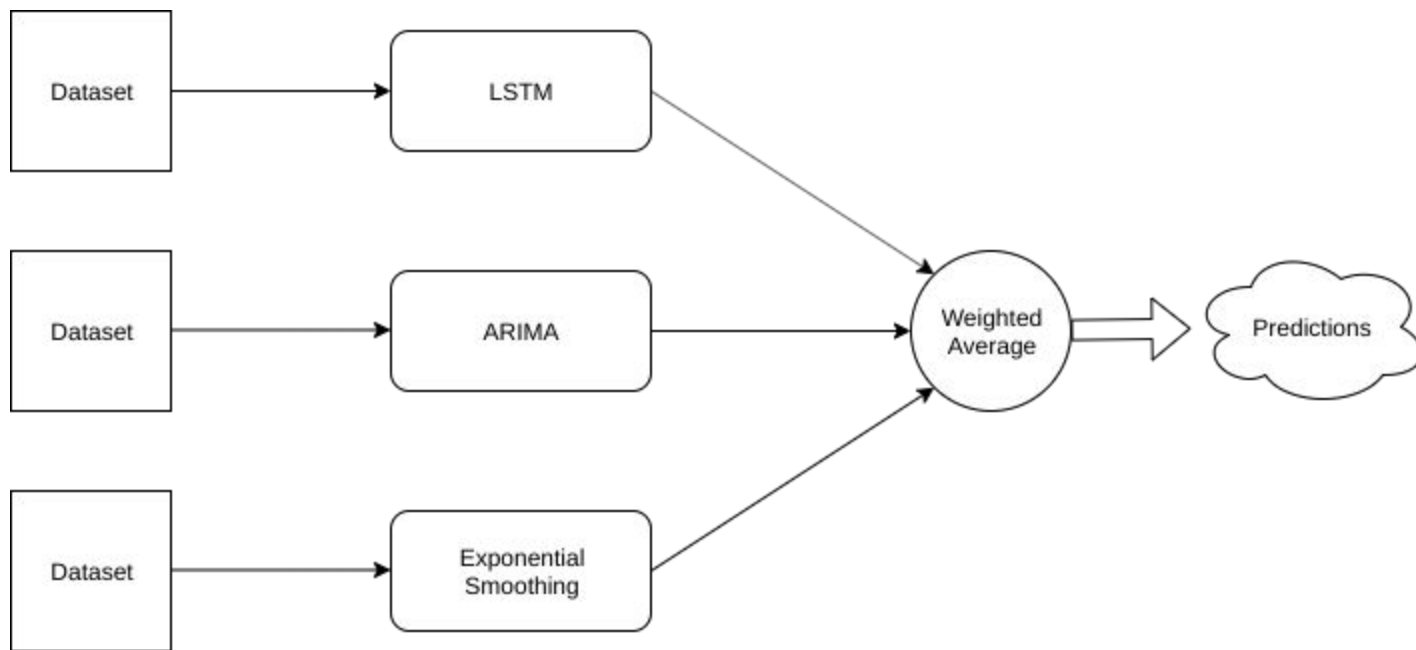 Dataset
LSTM
Dataset
ARIMA
Weighted
Average
Predictions
Dataset
Exponential
Smoothing